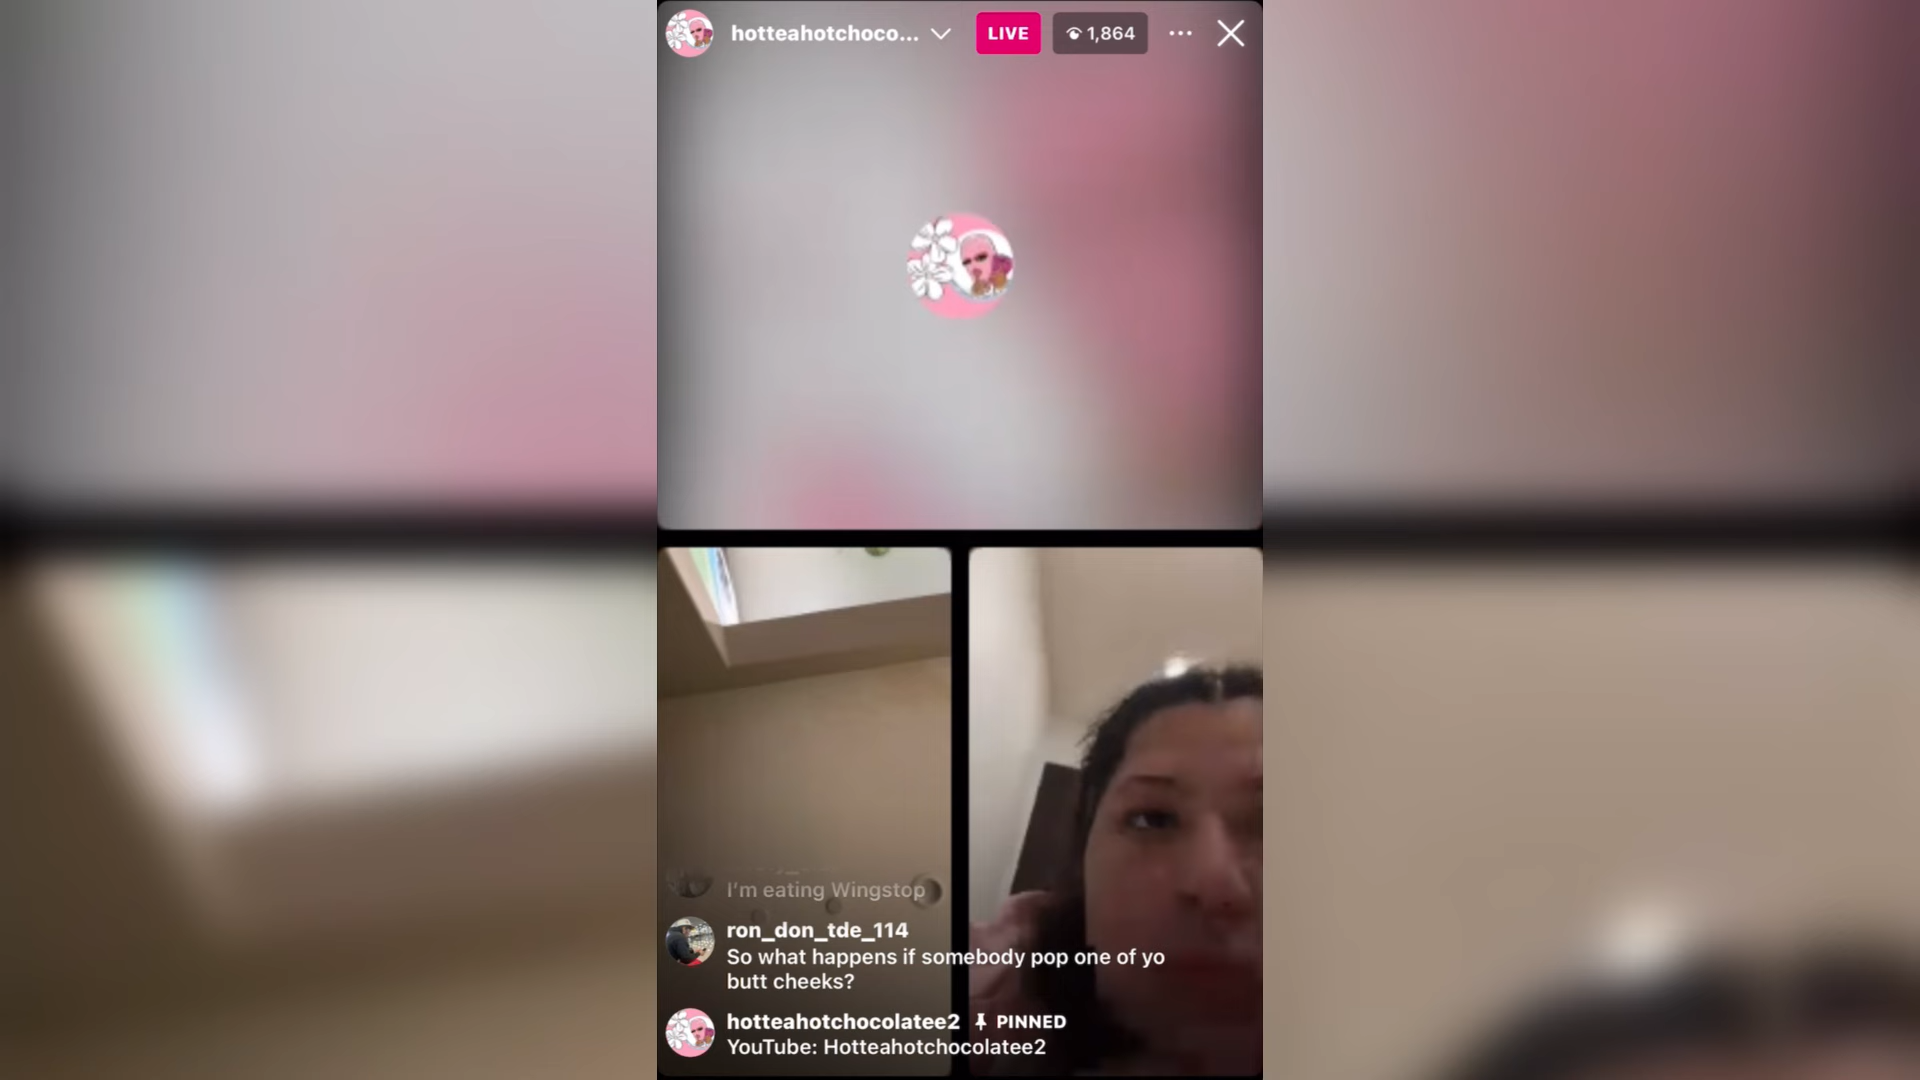 hotteahotchoco...
LIVE
1,864
I'm eating Wingstop
ron_don_tde_114
So what happens if somebody pop one of yo
butt cheeks?
hotteahotchocolatee2 PINNED
YouTube: Hotteahotchocolatee2